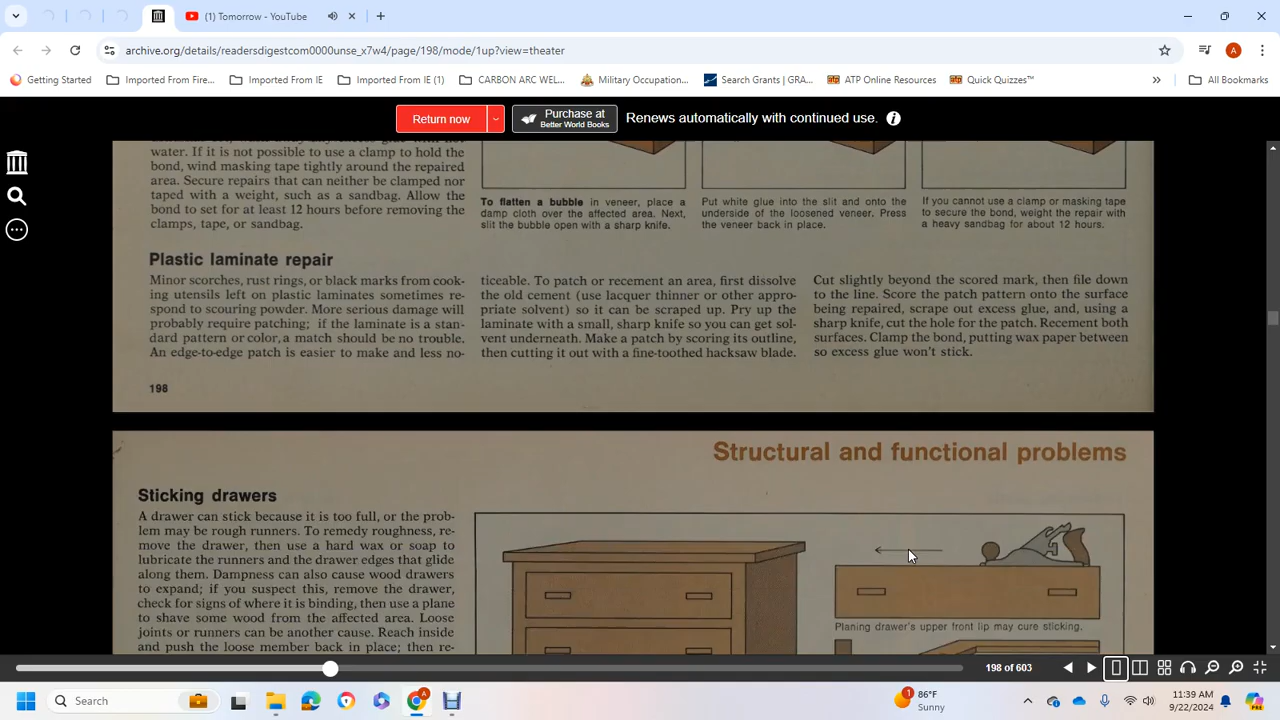 (1) Tomorrow - YouTube
archive.org/details/readersdigestcom0000unse_x7w4/page/198/mode/1up?view=theater
A
Getting Started
Imported From Fire...
Imported From IE
Imported From IE (1)
CARBON ARC WEL...
Military Occupation...
Search Grants | GRA...
ATP Online Resources
Quick Quizzes™
All Bookmarks
Return now
Purchase at
Better World Books
Renews automatically with continued use.
water. If it is not possible to use a clamp to hold the
bond, wind masking tape tightly around the repaired
area. Secure repairs that can neither be clamped nor
taped with a weight, such as a sandbag. Allow the
bond to set for at least 12 hours before removing the
clamps, tape, or sandbag.
To flatten a bubble in veneer, place a
damp cloth over the affected area. Next,
slit the bubble open with a sharp knife.
Put white glue into the slit and onto the
underside of the loosened veneer. Press
the veneer back in place.
If you cannot use a clamp or masking tape
to secure the bond, weight the repair with
a heavy sandbag for about 12 hours.
Plastic laminate repair
Minor scorches, rust rings, or black marks from cook-
ing utensils left on plastic laminates sometimes re-
spond to scouring powder. More serious damage will
probably require patching; if the laminate is a stan-
dard pattern or color, a match should be no trouble.
An edge-to-edge patch is easier to make and less no-
ticeable. To patch or recement an area, first dissolve
the old cement (use lacquer thinner or other appro-
priate solvent) so it can be scraped up. Pry up the
laminate with a small, sharp knife so you can get sol-
vent underneath. Make a patch by scoring its outline,
then cutting it out with a fine-toothed hacksaw blade.
Cut slightly beyond the scored mark, then file down
to the line. Score the patch pattern onto the surface
being repaired, scrape out excess glue, and, using a
sharp knife, cut the hole for the patch. Recement both
surfaces. Clamp the bond, putting wax paper between
so excess glue won't stick.
198
Structural and functional problems
Sticking drawers
A drawer can stick because it is too full, or the prob-
lem may be rough runners. To remedy roughness, re-
move the drawer, then use a hard wax or soap to
lubricate the runners and the drawer edges that glide
along them. Dampness can also cause wood drawers
to expand; if you suspect this, remove the drawer,
check for signs of where it is binding, then use a plane
to shave some wood from the affected area. Loose
joints or runners can be another cause. Reach inside
and push the loose member back in place; then re-
Planing drawer's upper front lip may cure sticking.
198 of 603
Search
86°F
Sunny
11:39 AM
9/22/2024